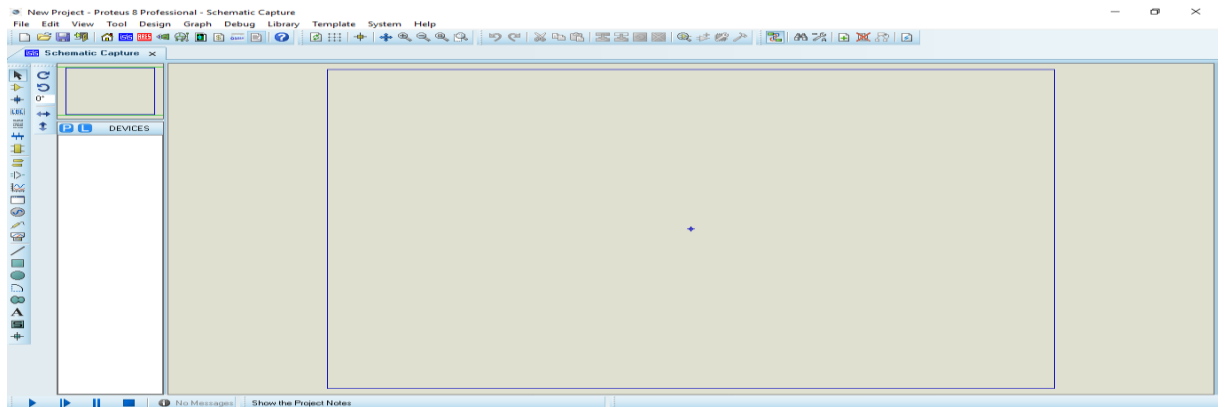 New Project - Proteus 8 Professional - Schematic Capture
File Edit View Tool Design Graph Debug Library Template System Help
Schematic Capture
0°
LBL
P L DEVICES
A
No Messages Show the Project Notes